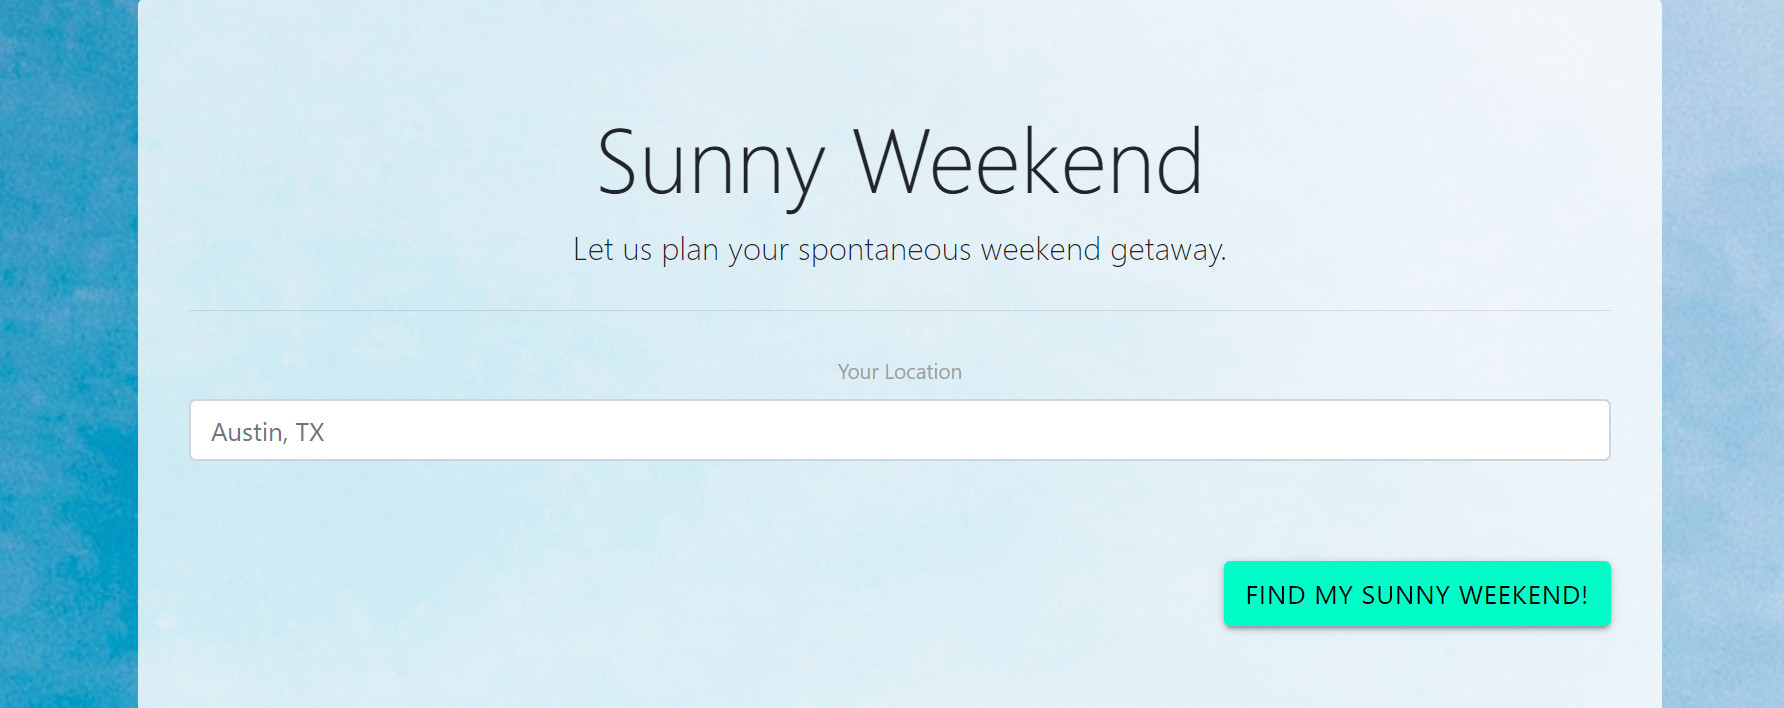 Sunny Weekend
Let us plan your spontaneous weekend getaway.
Your Location
Austin, TX
FIND MY SUNNY WEEKEND!